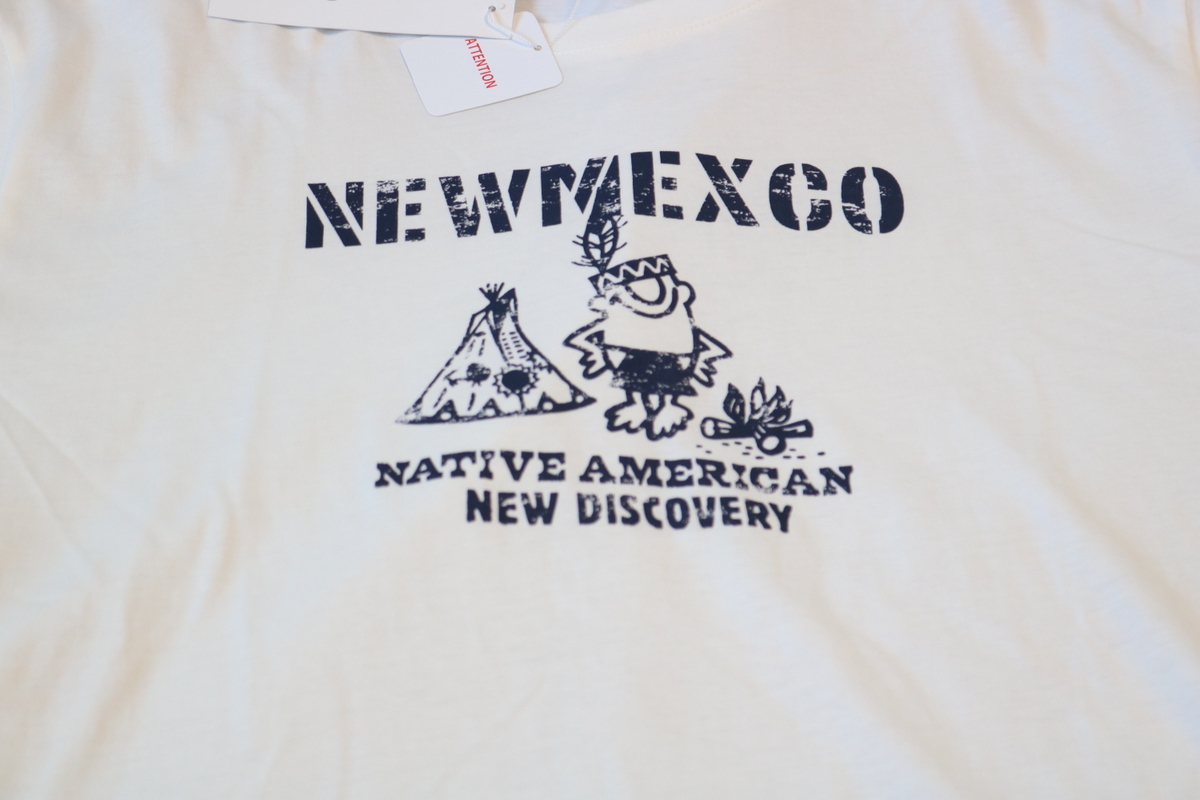 ATTENTION
NEWMEXCO
NATIVE AMERICAN
NEW DISCOVERY